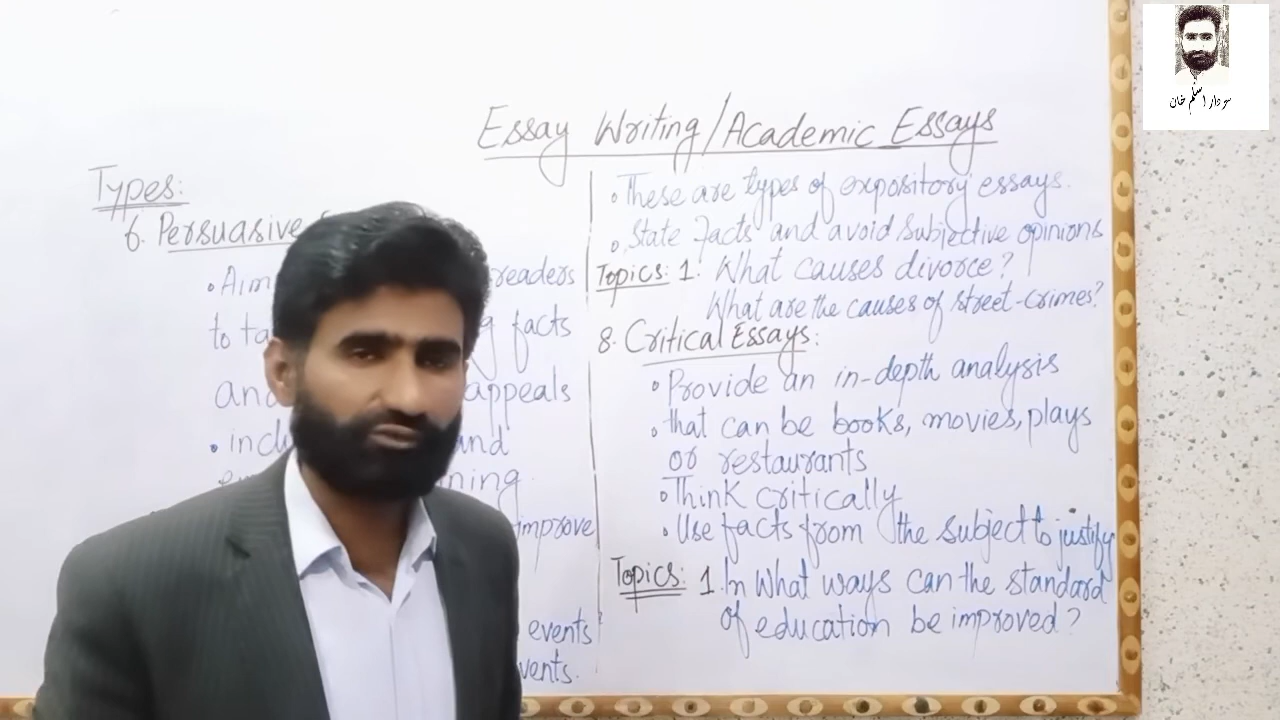 سردار اسلم خان
Essay Writing/Academic Essays
Types:
6. Persuasive
• Aim readers
to ta facts
and appeals
• incl and
ning.
improve
events
vents.
• These are types of expository essays.
• State facts and avoid subjective opinions
Topics: 1. What causes divorce?
What are the causes of street-crimes?
8. Critical Essays:
• Provide an in-depth analysis
• that can be books, movies, plays
or restaurants
• Think critically
• Use facts from the subject to justify
Topics: 1. In what ways can the standard
of education be improved?